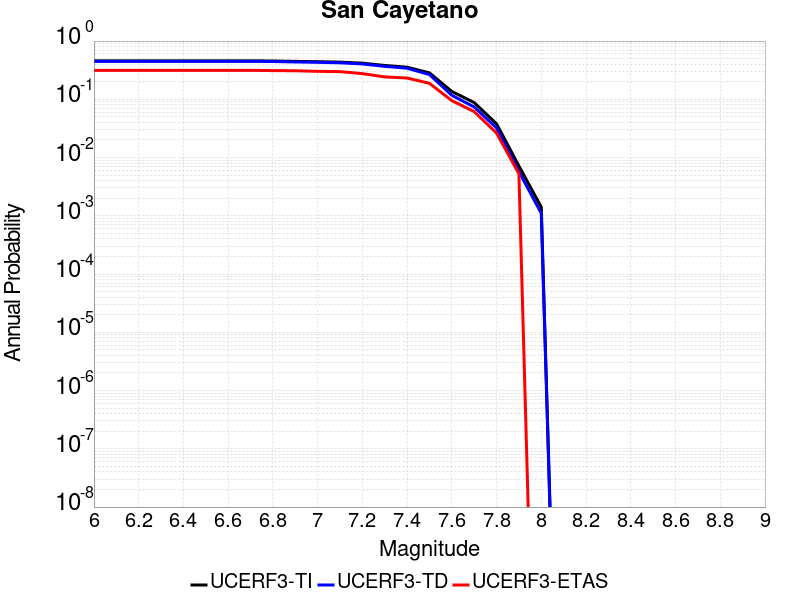 San Cayetano
10^0
10^-1
10^-2
10^-3
10^-4
10^-5
10^-6
10^-7
10^-8
Annual Probability
6 6.2 6.4 6.6 6.8 7 7.2 7.4 7.6 7.8 8 8.2 8.4 8.6 8.8 9
Magnitude
UCERF3-TI UCERF3-TD UCERF3-ETAS